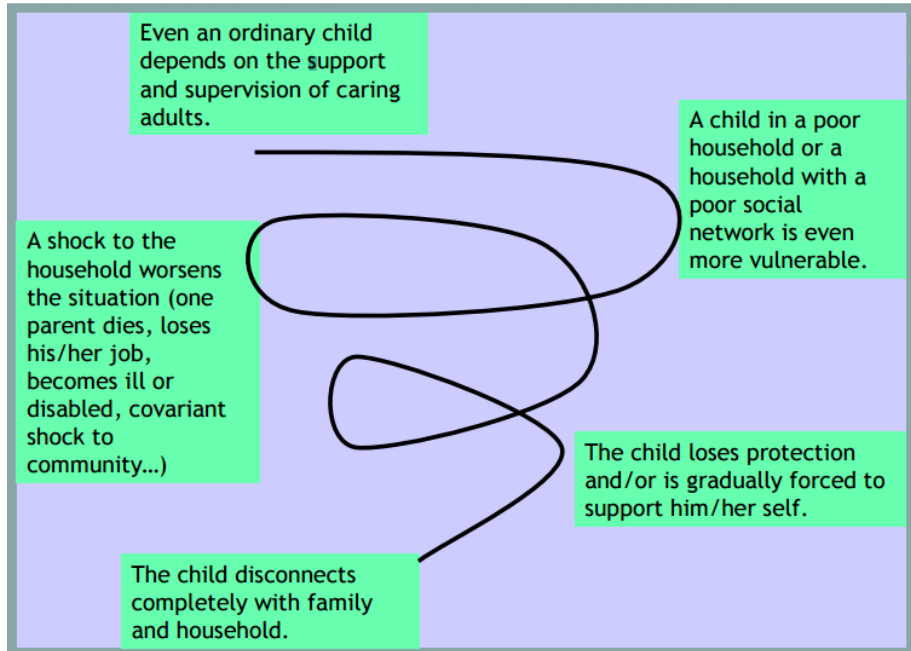 Even an ordinary child
depends on the support
and supervision of caring
adults.
A child in a poor
household or a
household with a
poor social
network is even
more vulnerable.
A shock to the
household worsens
the situation (one
parent dies, loses
his/her job,
becomes ill or
disabled, covariant
shock to
community…)
The child loses protection
and/or is gradually forced to
support him/her self.
The child disconnects
completely with family
and household.